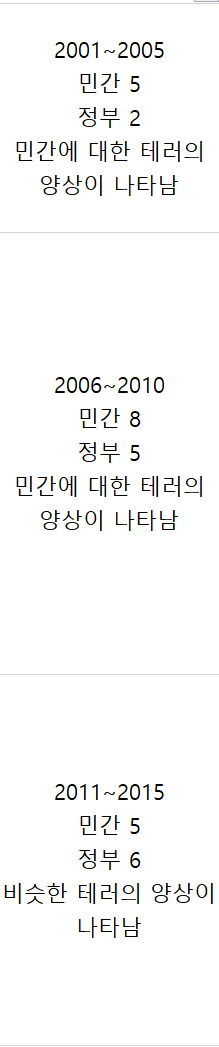 2001~2005
민간 5
정부 2
민간에 대한 테러의
양상이 나타남
2006~2010
민간 8
정부 5
민간에 대한 테러의
양상이 나타남
2011~2015
민간 5
정부 6
비슷한 테러의 양상이
나타남